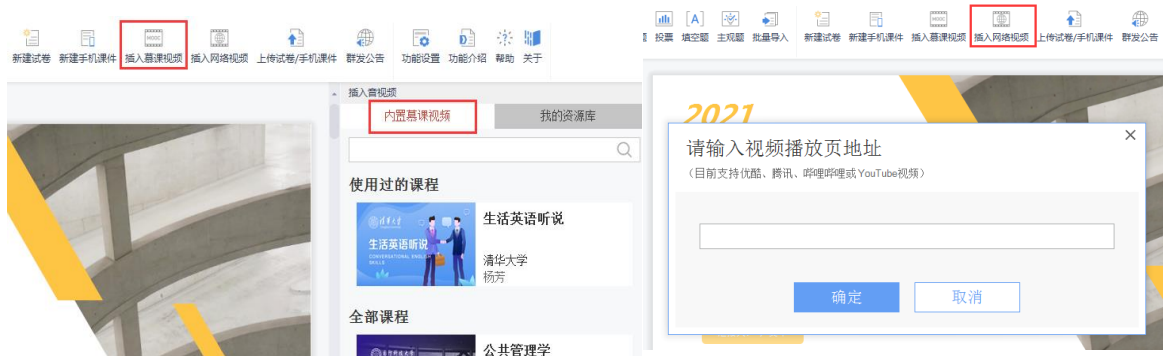 新建试卷 新建手机课件 插入慕课视频 插入网络视频 上传试卷/手机课件 群发公告 功能设置 功能介绍 帮助 关于
插入音视频
内置慕课视频 我的资源库
使用过的课程
生活英语听说
CONVERSATIONAL ENGLISH
SKILLS
生活英语听说
清华大学
杨芳
全部课程
公共管理学
投票 填空题 主观题 批量导入 新建试卷 新建手机课件 插入慕课视频 插入网络视频 上传试卷/手机课件 群发公告
2021
请输入视频播放页地址
（目前支持优酷、腾讯、哔哩哔哩或YouTube视频）
确定 取消